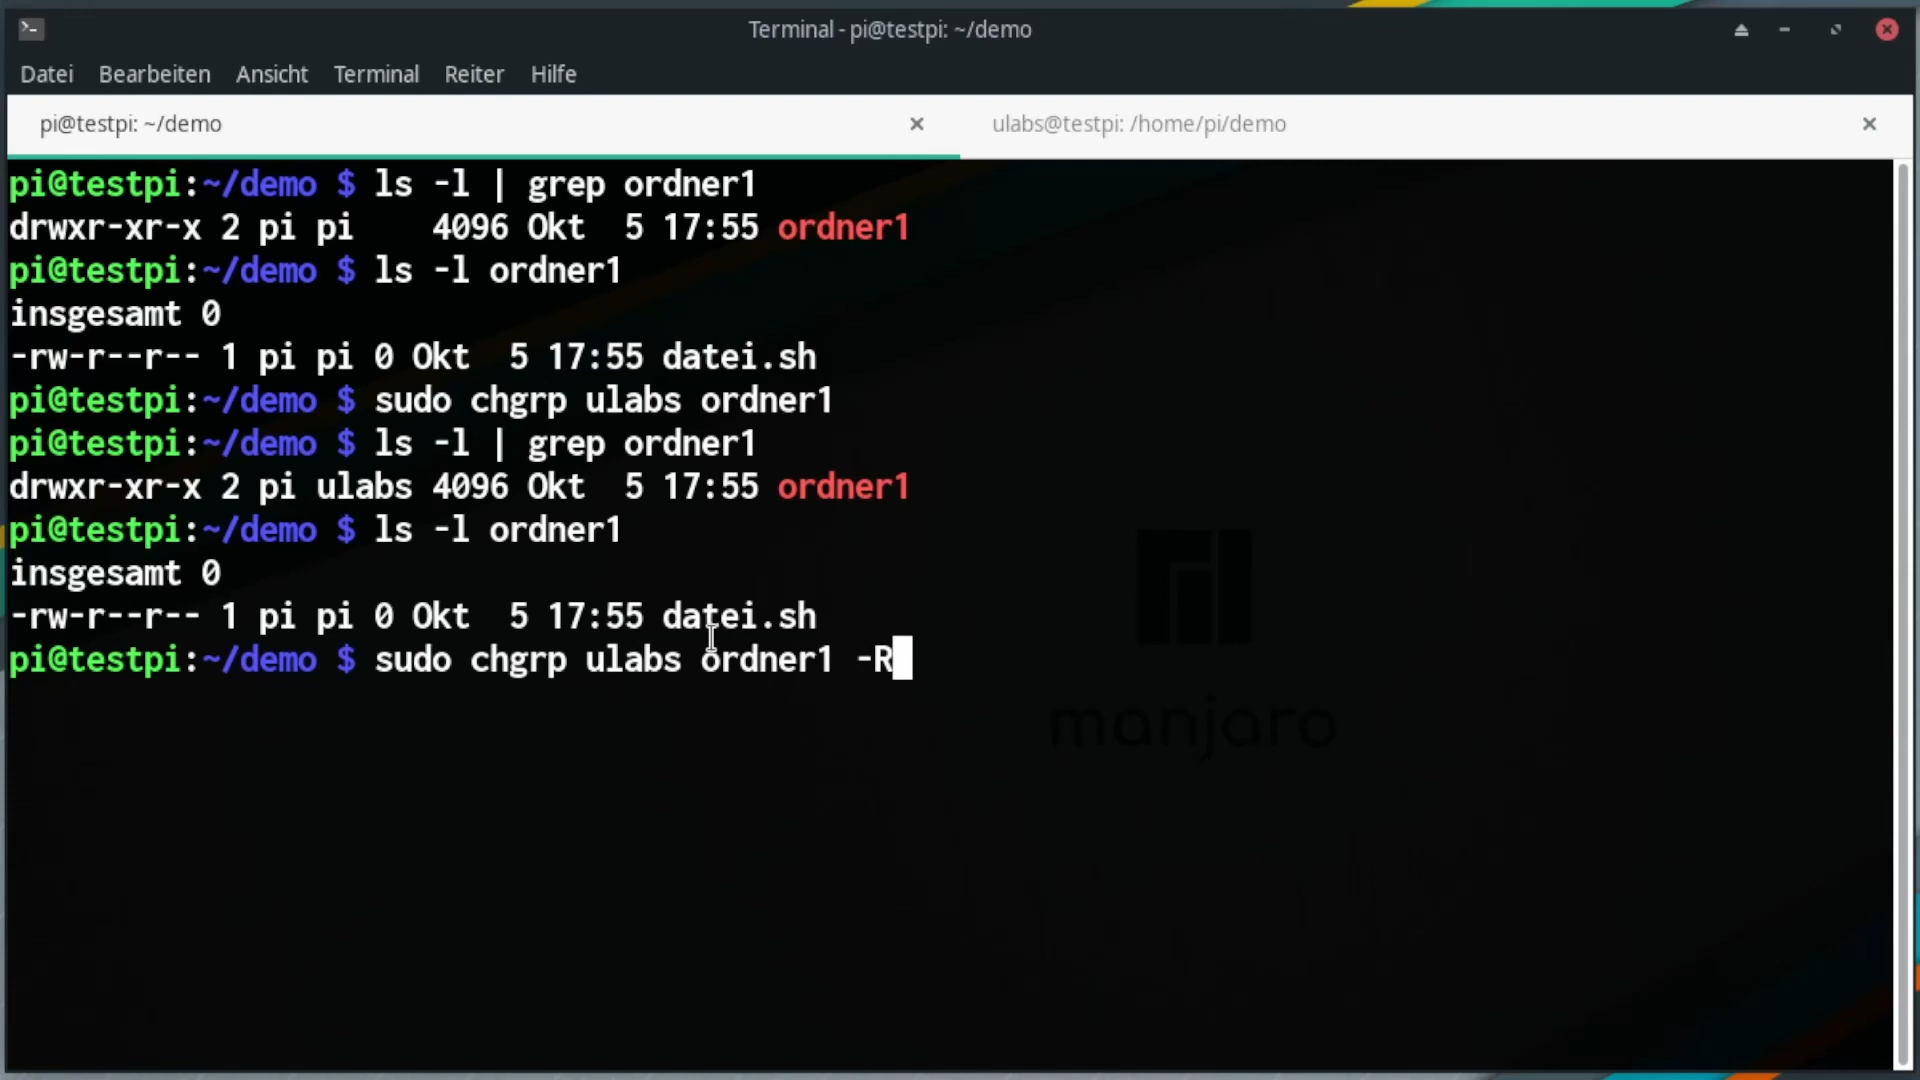 Terminal - pi@testpi: ~/demo
Datei Bearbeiten Ansicht Terminal Reiter Hilfe
pi@testpi: ~/demo ulabs@testpi: /home/pi/demo
pi@testpi:~/demo $ ls -l | grep ordner1
drwxr-xr-x 2 pi pi    4096 Okt  5 17:55 ordner1
pi@testpi:~/demo $ ls -l ordner1
insgesamt 0
-rw-r--r-- 1 pi pi 0 Okt  5 17:55 datei.sh
pi@testpi:~/demo $ sudo chgrp ulabs ordner1
pi@testpi:~/demo $ ls -l | grep ordner1
drwxr-xr-x 2 pi ulabs 4096 Okt  5 17:55 ordner1
pi@testpi:~/demo $ ls -l ordner1
insgesamt 0
-rw-r--r-- 1 pi pi 0 Okt  5 17:55 datei.sh
pi@testpi:~/demo $ sudo chgrp ulabs ordner1 -R
manjaro